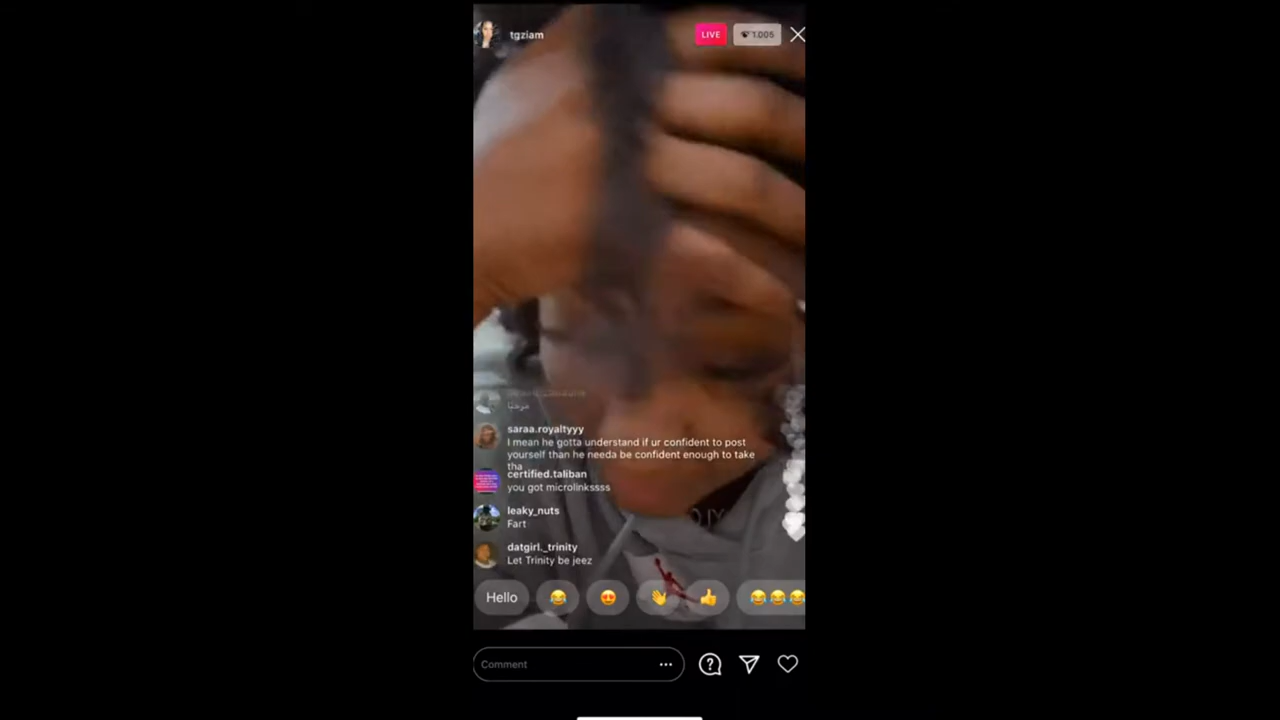 tgziam
LIVE
1.005
مرحبًا
saraa.royaltyyy
I mean he gotta understand if ur confident to post
yourself than he needa be confident enough to take
tha
certified.taliban
you got microlinkssss
leaky_nuts
Fart
datgirl._trinity
Let Trinity be jeez
Hello
Comment